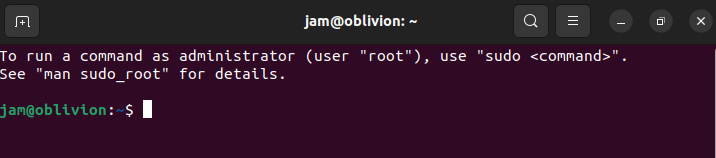 jam@oblivion: ~
To run a command as administrator (user "root"), use "sudo <command>".
See "man sudo_root" for details.
jam@oblivion:~$